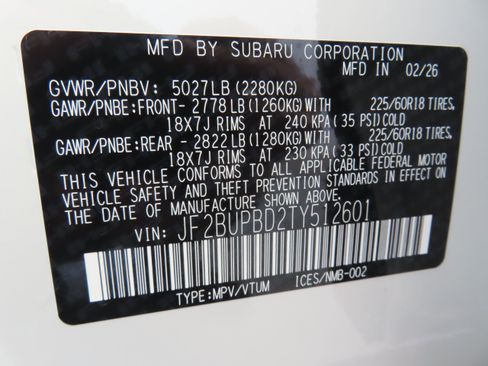 MFD BY SUBARU CORPORATION
MFD IN 02/26
GVWR/PNBV: 5027LB(2280KG)
GAWR/PNBE:FRONT- 2778LB(1260KG)WITH 225/60R18 TIRES,
18X7J RIMS AT 240 KPA( 35 PSI)COLD
GAWR/PNBE:REAR - 2822LB(1280KG)WITH 225/60R18 TIRES,
18X7J RIMS AT 230 KPA( 33 PSI)COLD
THIS VEHICLE CONFORMS TO ALL APPLICABLE FEDERAL MOTOR
VEHICLE SAFETY AND THEFT PREVENTION STANDARDS IN EFFECT ON
THE DATE OF MANUFACTURE SHOWN ABOVE.
VIN: JF2BUPBD2TY512601
TYPE:MPV/VTUM ICES/NMB-002